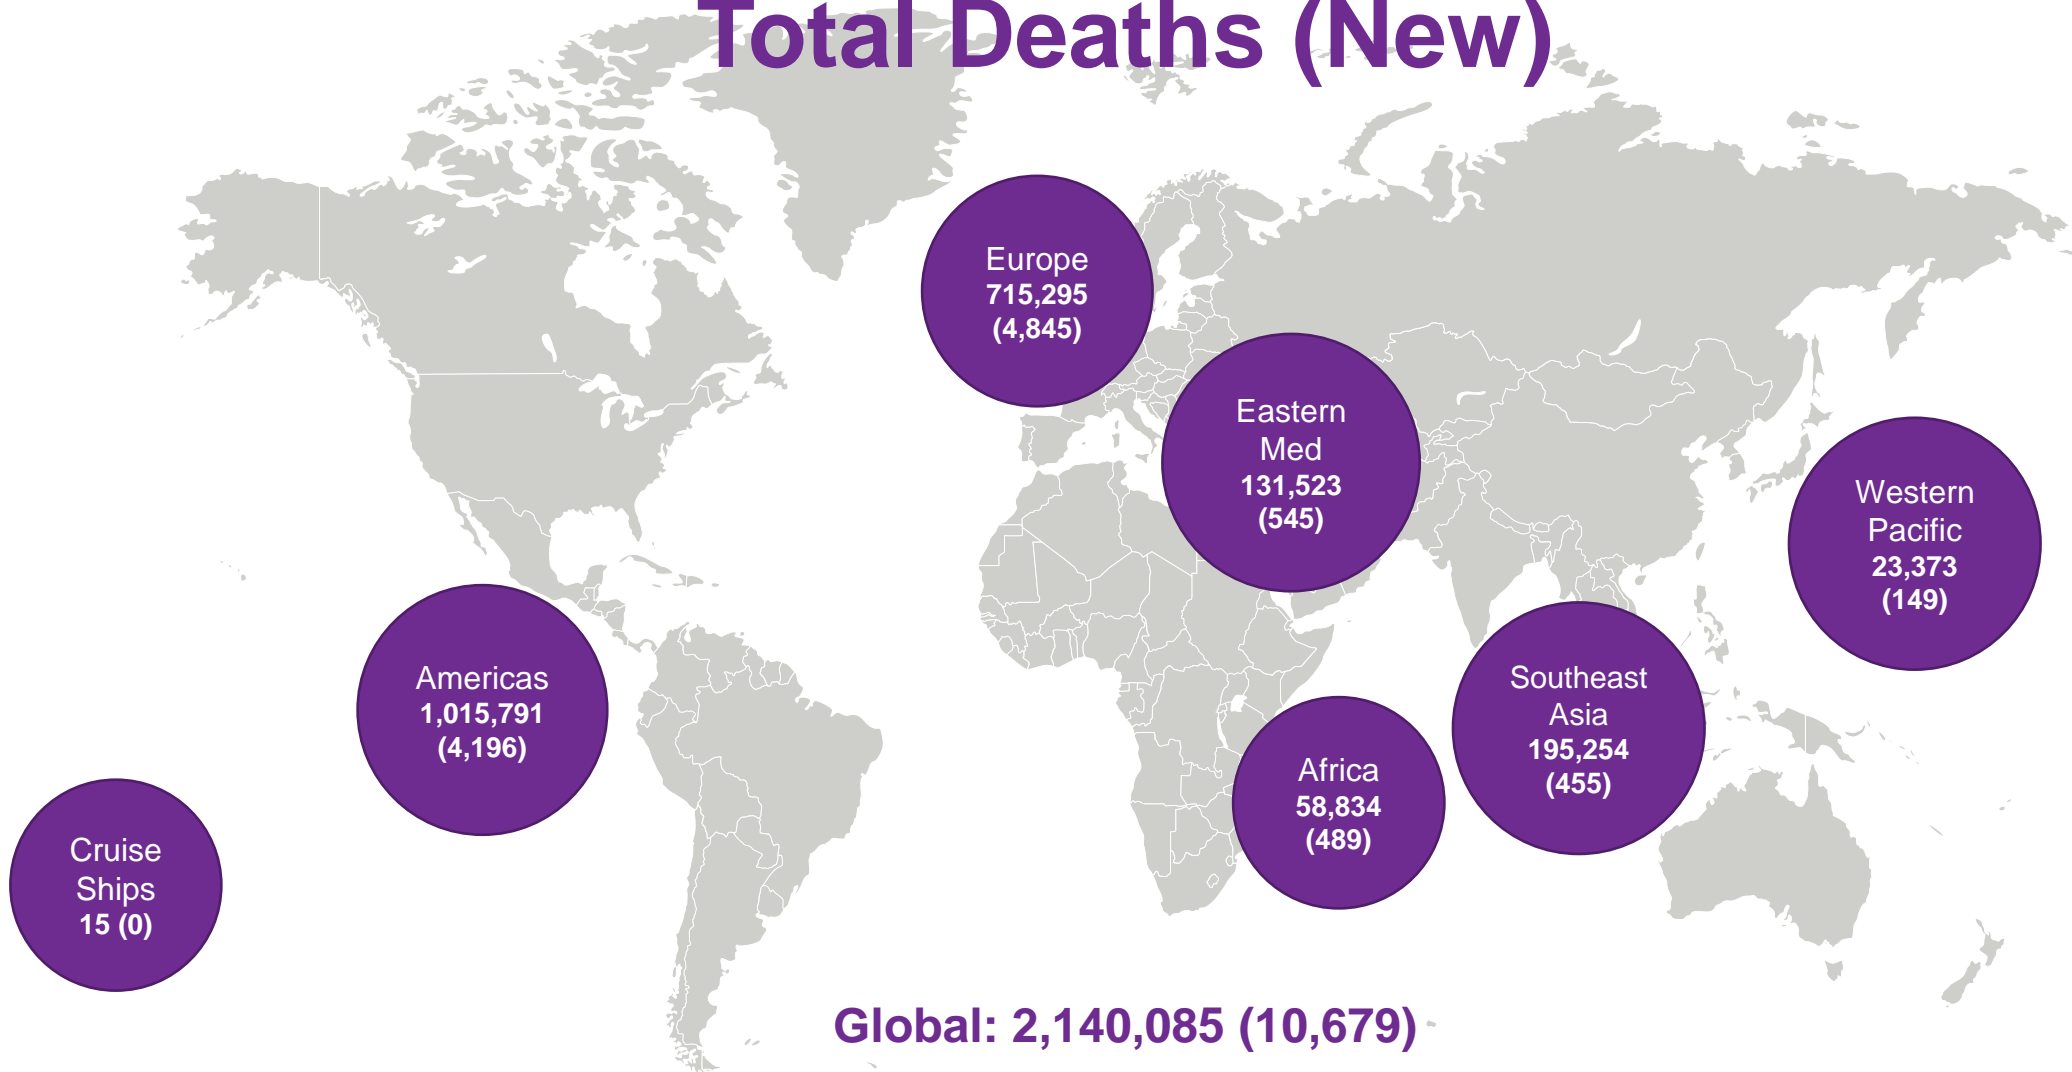 Total Deaths (New)
Europe
715,295
(4,845)
Eastern
Med
131,523
(545)
Western
Pacific
23,373
(149)
Americas
1,015,791
(4,196)
Southeast
Asia
195,254
(455)
Africa
58,834
(489)
Cruise
Ships
15 (0)
Global: 2,140,085 (10,679)